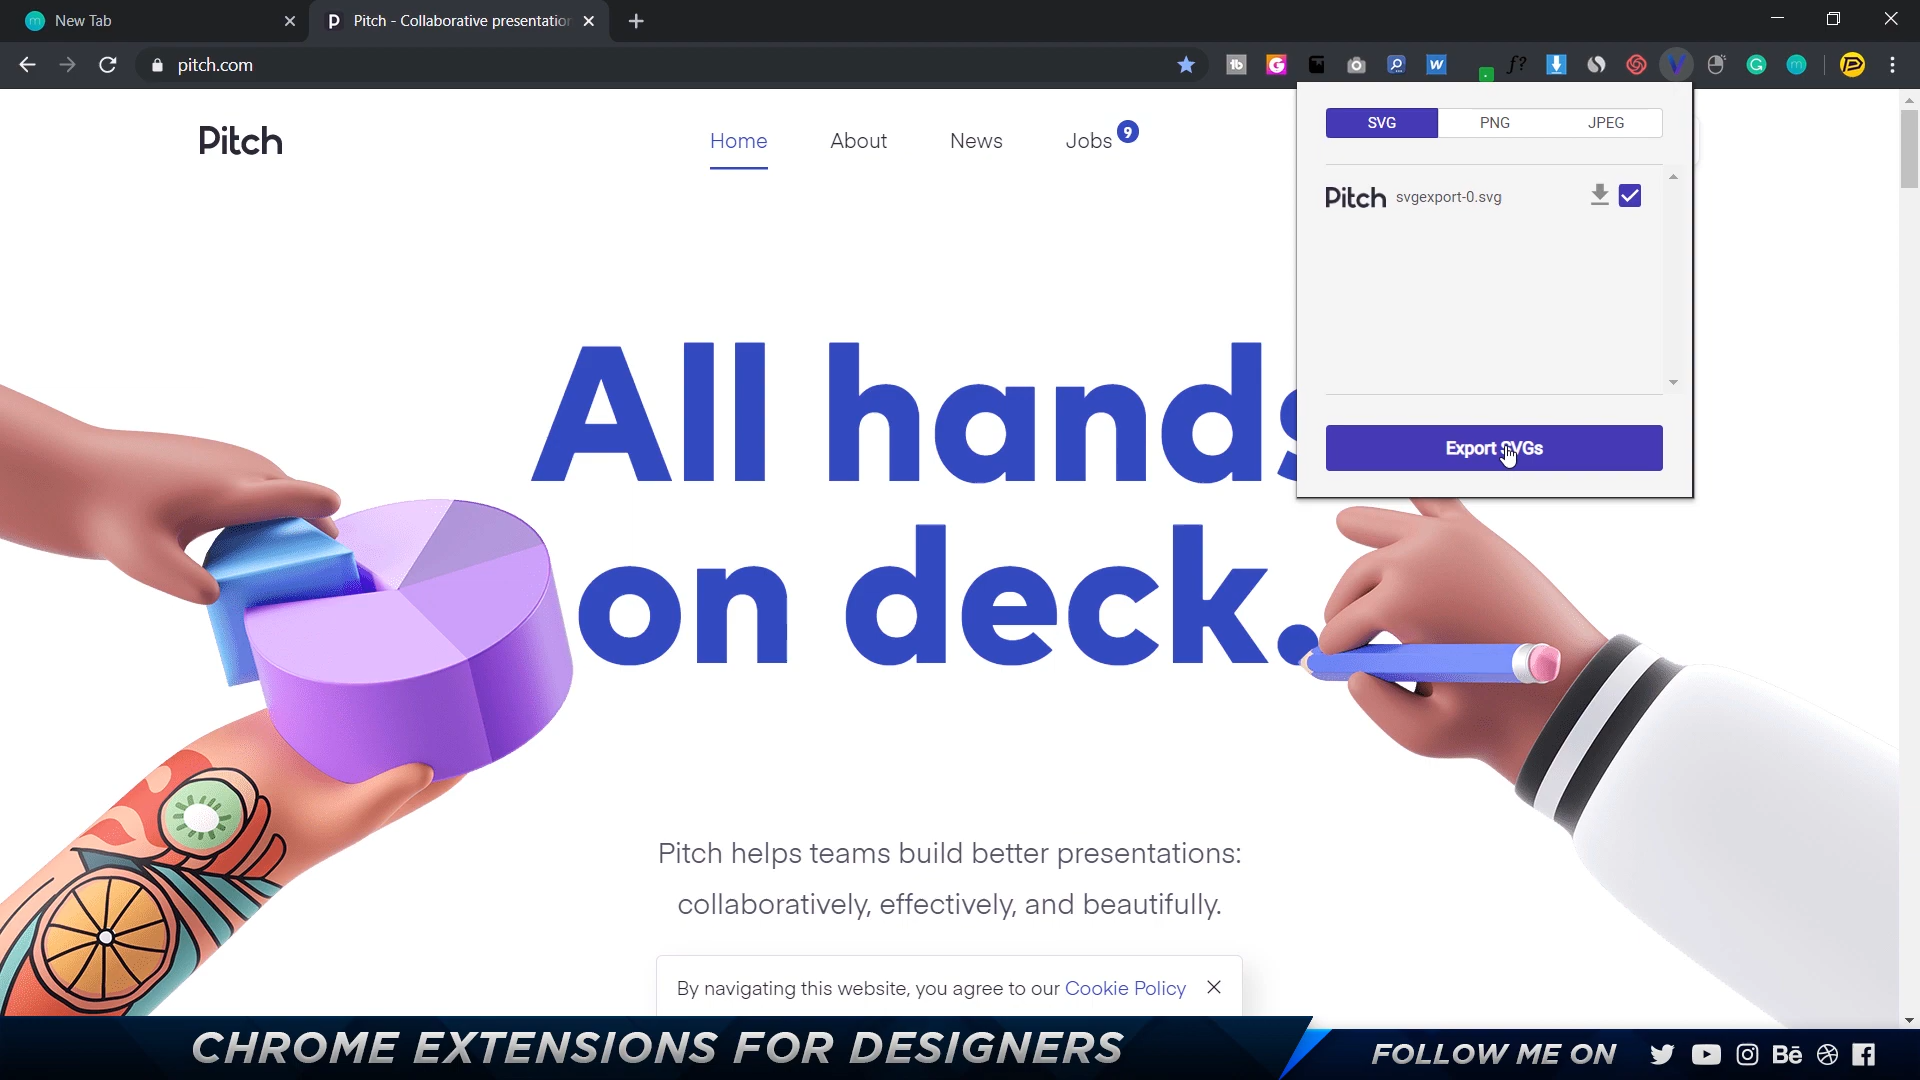 New Tab
Pitch - Collaborative presentation
pitch.com
Pitch
Home
About
News
Jobs
9
SVG
PNG
JPEG
Pitch
svgexport-0.svg
Export SVGs
All hands
on deck.
Pitch helps teams build better presentations:
collaboratively, effectively, and beautifully.
By navigating this website, you agree to our Cookie Policy
CHROME EXTENSIONS FOR DESIGNERS
FOLLOW ME ON